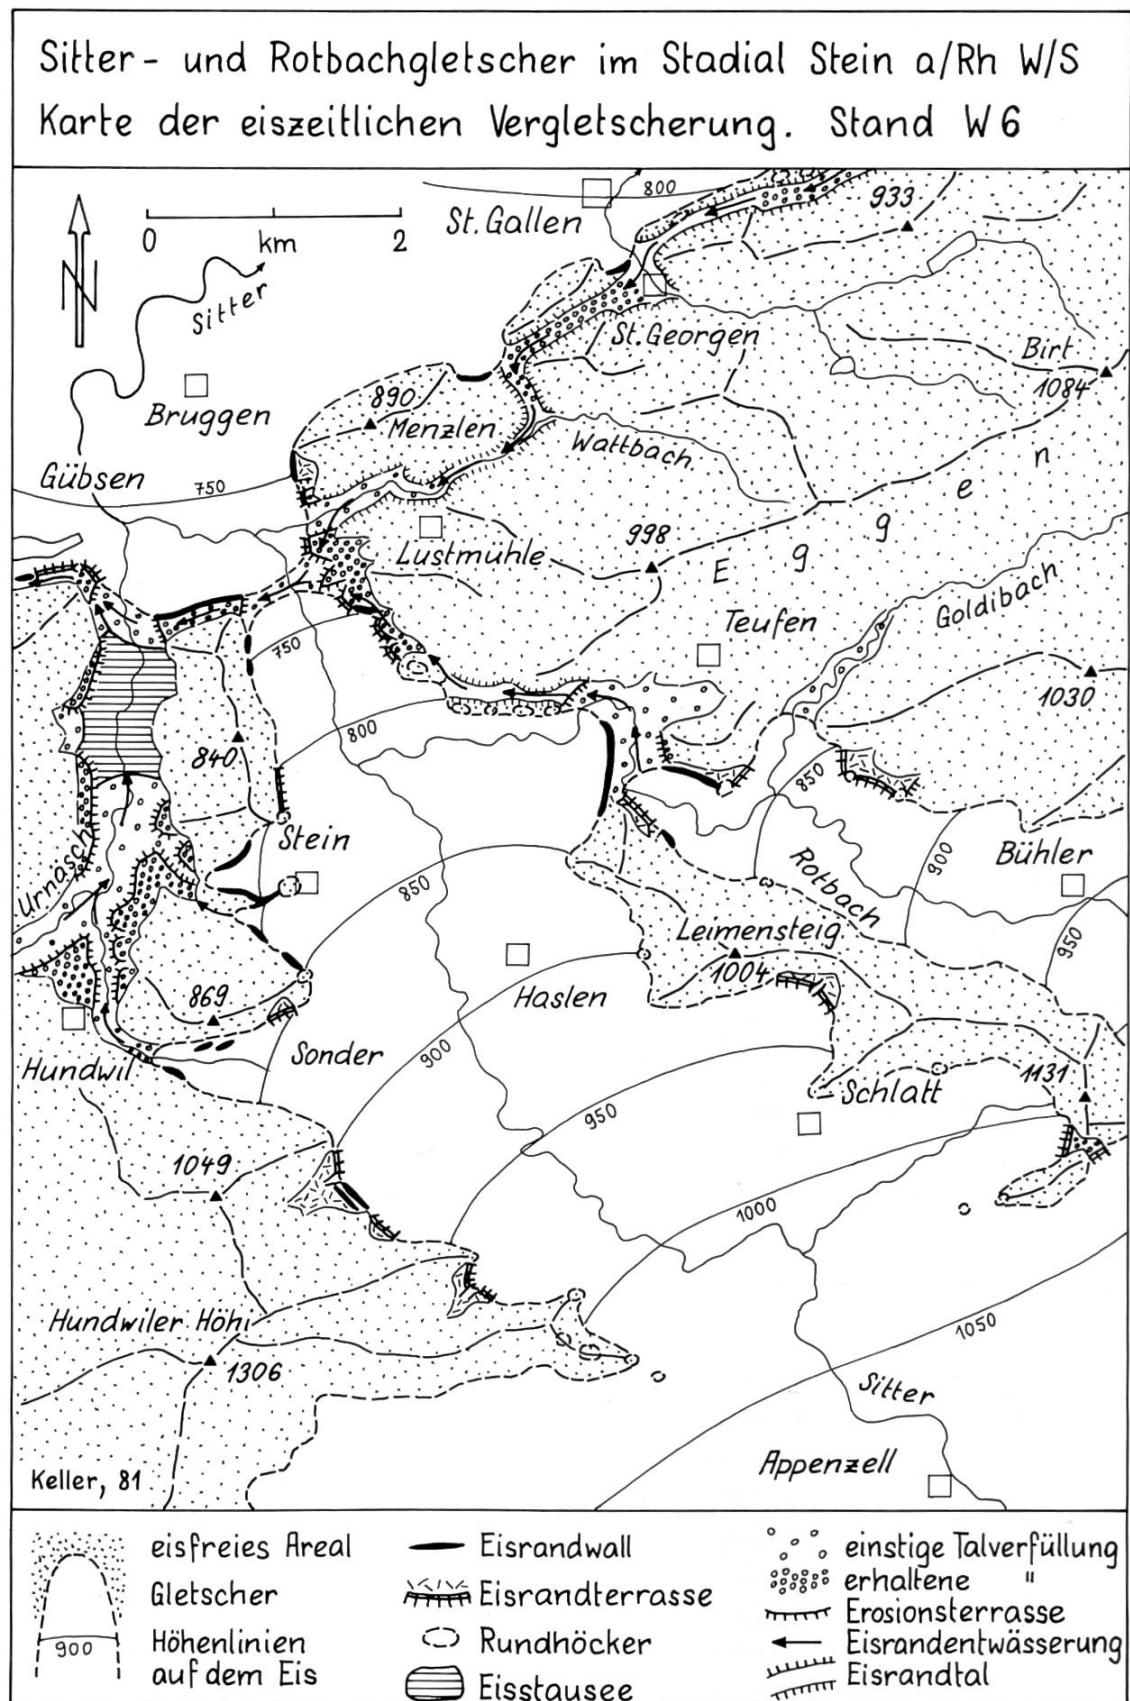 Sitter- und Rotbachgletscher im Stadial Stein a/Rh W/S
Karte der eiszeitlichen Vergletscherung. Stand W6
800
933
St. Gallen
0 km 2
N
Sitter
St. Georgen
Birt
1084
Bruggen
890
Menzlen
Wattbach
Gübsen
750
n
e
g
g
E
998
Lustmühle
Goldibach
Teufen
750
1030
800
840
850
Stein
Urnäsch
900
Bühler
850
Rotbach
Leimensteig
950
1004
869
Haslen
Sonder
900
Hundwil
1131
Schlatt
950
1049
1000
Hundwiler Höhi
1050
1306
Sitter
Appenzell
Keller, 81
eisfreies Areal
Gletscher
900
Höhenlinien
auf dem Eis
Eisrandwall
Eisrandterrasse
Rundhöcker
Eisstausee
einstige Talverfüllung
erhaltene "
Erosionsterrasse
Eisrandentwässerung
Eisrandtal